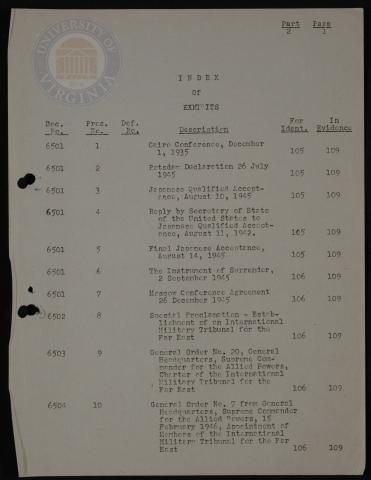 UNIVERSITY OF VIRGINIA
Part Page
2 1
INDEX
Of
EXHIBITS
Doc. Pros. Def. For In
No. No. No. Description Ident. Evidence
6501 1 Cairo Conference, December
1, 1935 105 109
6501 2 Potsdam Declaration 26 July
1945 105 109
6501 3 Japanese Qualified Accept-
ance, August 10, 1945 105 109
6501 4 Reply by Secretary of State
of the United States to
Japanese Qualified Accept-
ance, August 11, 1942. 105 109
6501 5 Final Japanese Acceptance,
August 14, 1945 105 109
6501 6 The Instrument of Surrender,
2 September 1945 106 109
6501 7 Moscow Conference Agreement
26 December 1945 106 109
6502 8 Special Proclamation - Estab-
lishment of an International
Military Tribunal for the
Far East 106 109
6503 9 General Order No. 20, General
Headquarters, Supreme Com-
mander for the Allied Powers,
Charter of the International
Military Tribunal for the
Far East 106 109
6504 10 General Order No. 7 from General
Headquarters, Supreme Commander
for the Allied Powers, 15
February 1946, Appointment of
Members of the International
Military Tribunal for the Far
East 106 109